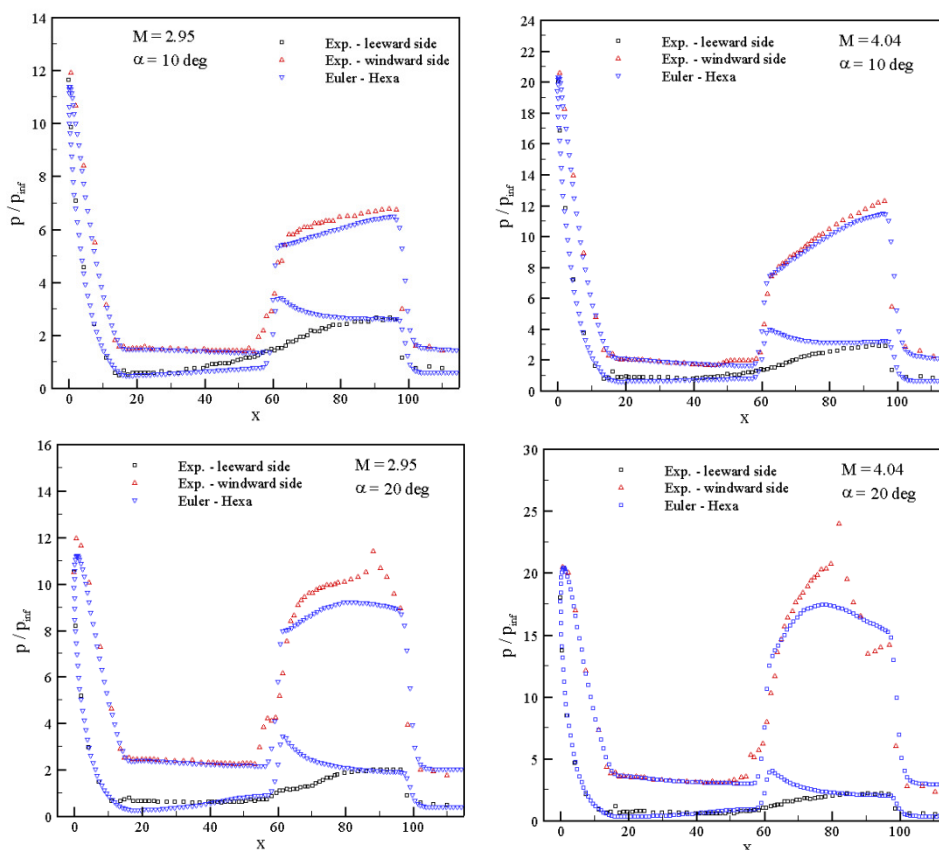 M = 2.95
α = 10 deg
Exp. - leeward side
Exp. - windward side
Euler - Hexa
p / p_inf
14
12
10
8
6
4
2
0
0 20 40 60 80 100
x
M = 4.04
α = 10 deg
Exp. - leeward side
Exp. - windward side
Euler - Hexa
p / p_inf
24
22
20
18
16
14
12
10
8
6
4
2
0
0 20 40 60 80 100
x
M = 2.95
α = 20 deg
Exp. - leeward side
Exp. - windward side
Euler - Hexa
p / p_inf
16
14
12
10
8
6
4
2
0
0 20 40 60 80 100
x
M = 4.04
α = 20 deg
Exp. - leeward side
Exp. - windward side
Euler - Hexa
p / p_inf
30
25
20
15
10
5
0
0 20 40 60 80 100
x